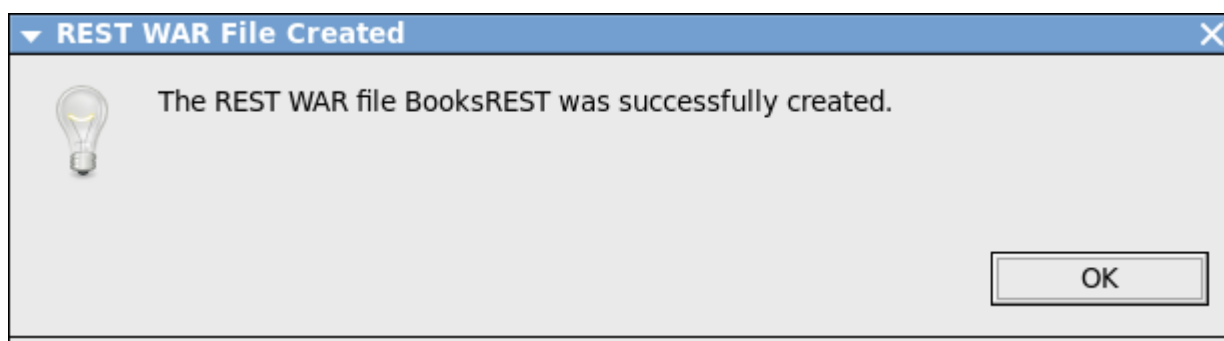 REST WAR File Created
The REST WAR file BooksREST was successfully created.
OK